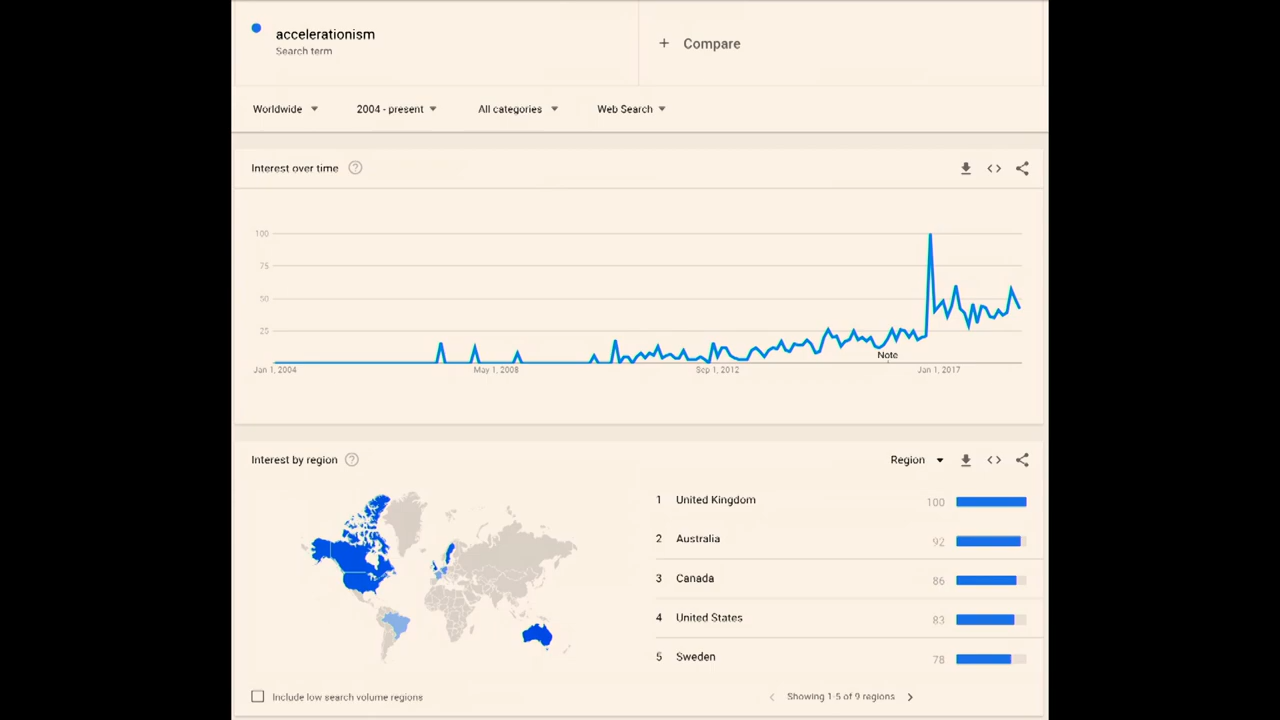 accelerationism
Search term
+ Compare
Worldwide 2004 - present All categories Web Search
Interest over time ?
100
75
50
25
Note
Jan 1, 2004 May 1, 2008 Sep 1, 2012 Jan 1, 2017
Interest by region ?
Region
1 United Kingdom 100
2 Australia 92
3 Canada 86
4 United States 83
5 Sweden 78
Include low search volume regions
Showing 1-5 of 9 regions